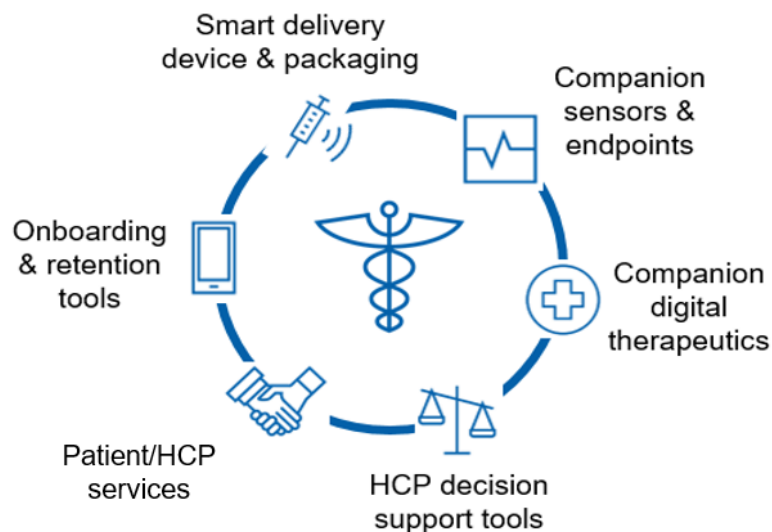 Smart delivery
device & packaging
Companion
sensors &
endpoints
Companion
digital
therapeutics
HCP decision
support tools
Patient/HCP
services
Onboarding
& retention
tools